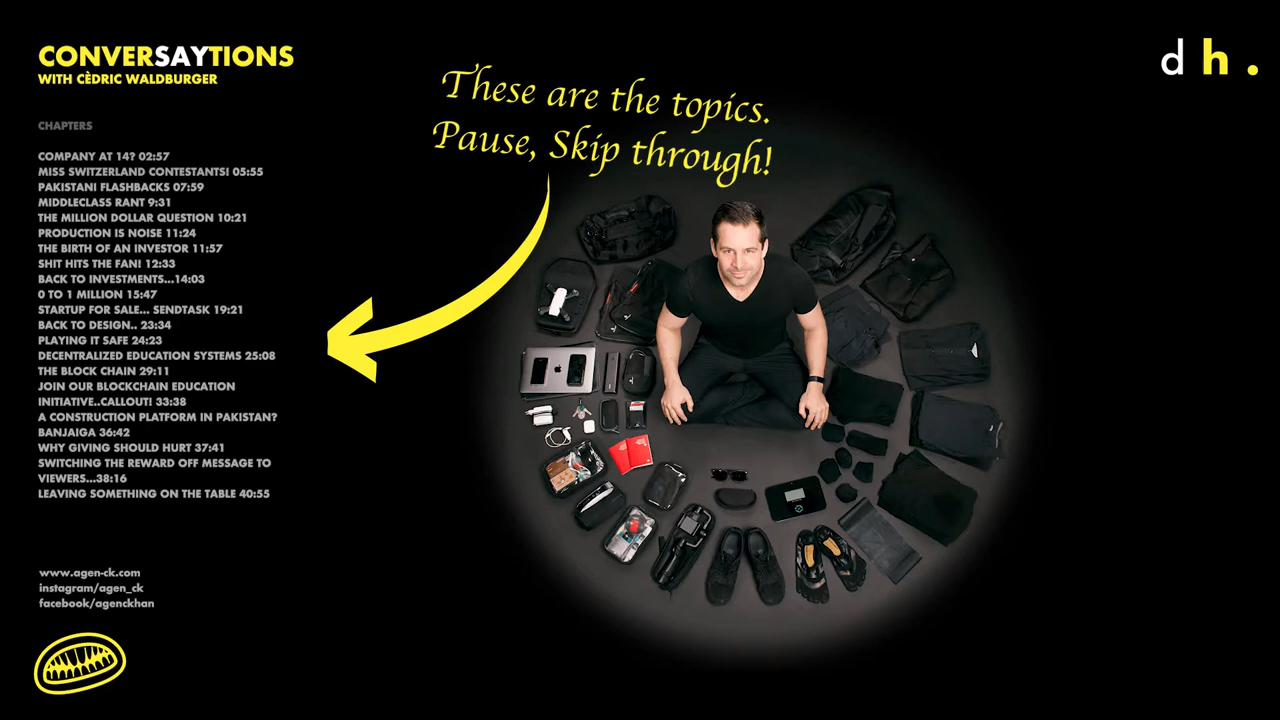 CONVERSAYTIONS
WITH CÈDRIC WALDBURGER
d h .
These are the topics.
Pause, Skip through!
CHAPTERS
COMPANY AT 14? 02:57
MISS SWITZERLAND CONTESTANTS! 05:55
PAKISTANI FLASHBACKS 07:59
MIDDLECLASS RANT 9:31
THE MILLION DOLLAR QUESTION 10:21
PRODUCTION IS NOISE 11:24
THE BIRTH OF AN INVESTOR 11:57
SHIT HITS THE FAN! 12:33
BACK TO INVESTMENTS...14:03
0 TO 1 MILLION 15:47
STARTUP FOR SALE... SENDTASK 19:21
BACK TO DESIGN.. 23:34
PLAYING IT SAFE 24:23
DECENTRALIZED EDUCATION SYSTEMS 25:08
THE BLOCK CHAIN 29:11
JOIN OUR BLOCKCHAIN EDUCATION
INITIATIVE..CALLOUT! 33:38
A CONSTRUCTION PLATFORM IN PAKISTAN?
BANJAIGA 36:42
WHY GIVING SHOULD HURT 37:41
SWITCHING THE REWARD OFF MESSAGE TO
VIEWERS...38:16
LEAVING SOMETHING ON THE TABLE 40:55
www.agen-ck.com
instagram/agen_ck
facebook/agenckhan